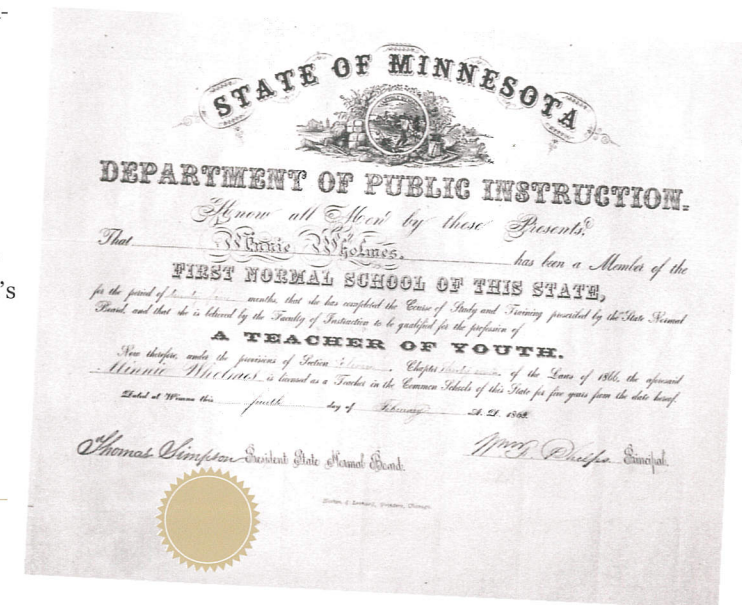 's
STATE OF MINNESOTA
DEPARTMENT OF PUBLIC INSTRUCTION.
Know all Men by these Presents,
That Minnie Wholmes. has been a Member of the
FIRST NORMAL SCHOOL OF THIS STATE,
for the period of months, that she has completed the Course of Study and Training prescribed by the State Normal
Board, and that she is believed by the Faculty of Instruction to be qualified for the profession of
A TEACHER OF YOUTH.
Now therefore, under the provisions of Section Chapter of the Laws of 1866, the aforesaid
Minnie Wholmes is licensed as a Teacher in the Common Schools of this State for five years from the date hereof.
Dated at Winona this fourth day of February A. D. 186
Thomas Simpson President State Normal Board. Wm F. Phelps Principal.